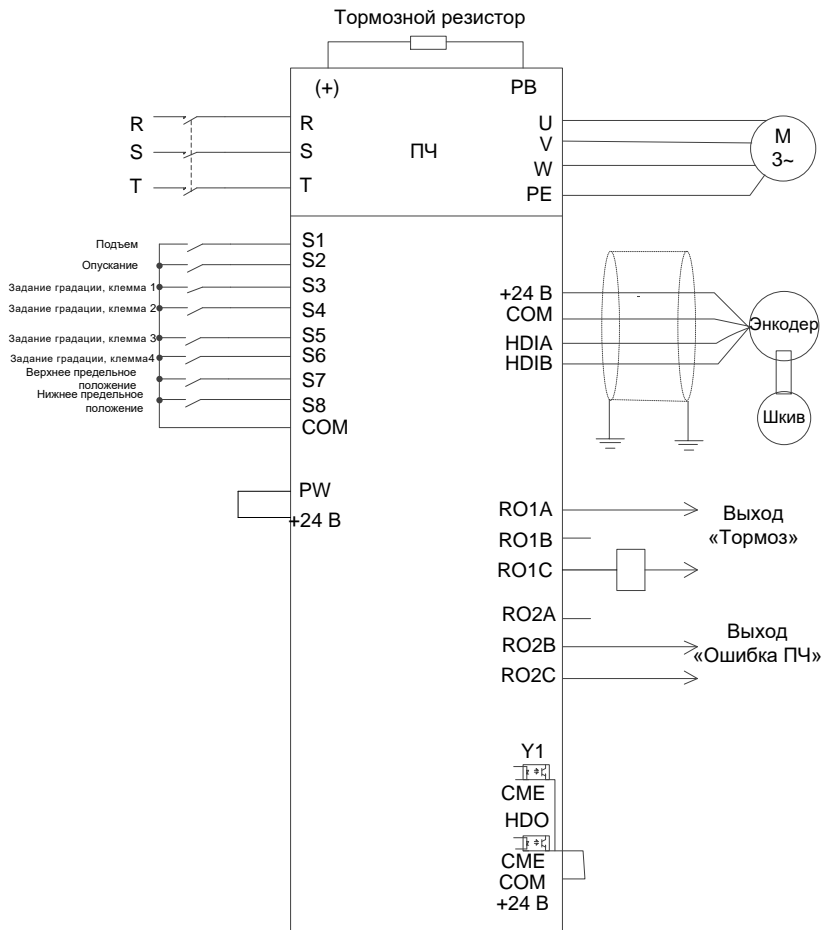 Тормозной резистор
(+)
PB
R
S
T
R
S
T
ПЧ
U
V
W
PE
M
3~
Подъем
Опускание
Задание градации, клемма 1
Задание градации, клемма 2
Задание градации, клемма 3
Задание градации, клемма4
Верхнее предельное
положение
Нижнее предельное
положение
S1
S2
S3
S4
S5
S6
S7
S8
COM
PW
+24 В
+24 В
COM
HDIA
HDIB
Энкодер
Шкив
RO1A
RO1B
RO1C
Выход
«Тормоз»
RO2A
RO2B
RO2C
Выход
«Ошибка ПЧ»
Y1
CME
HDO
CME
COM
+24 В